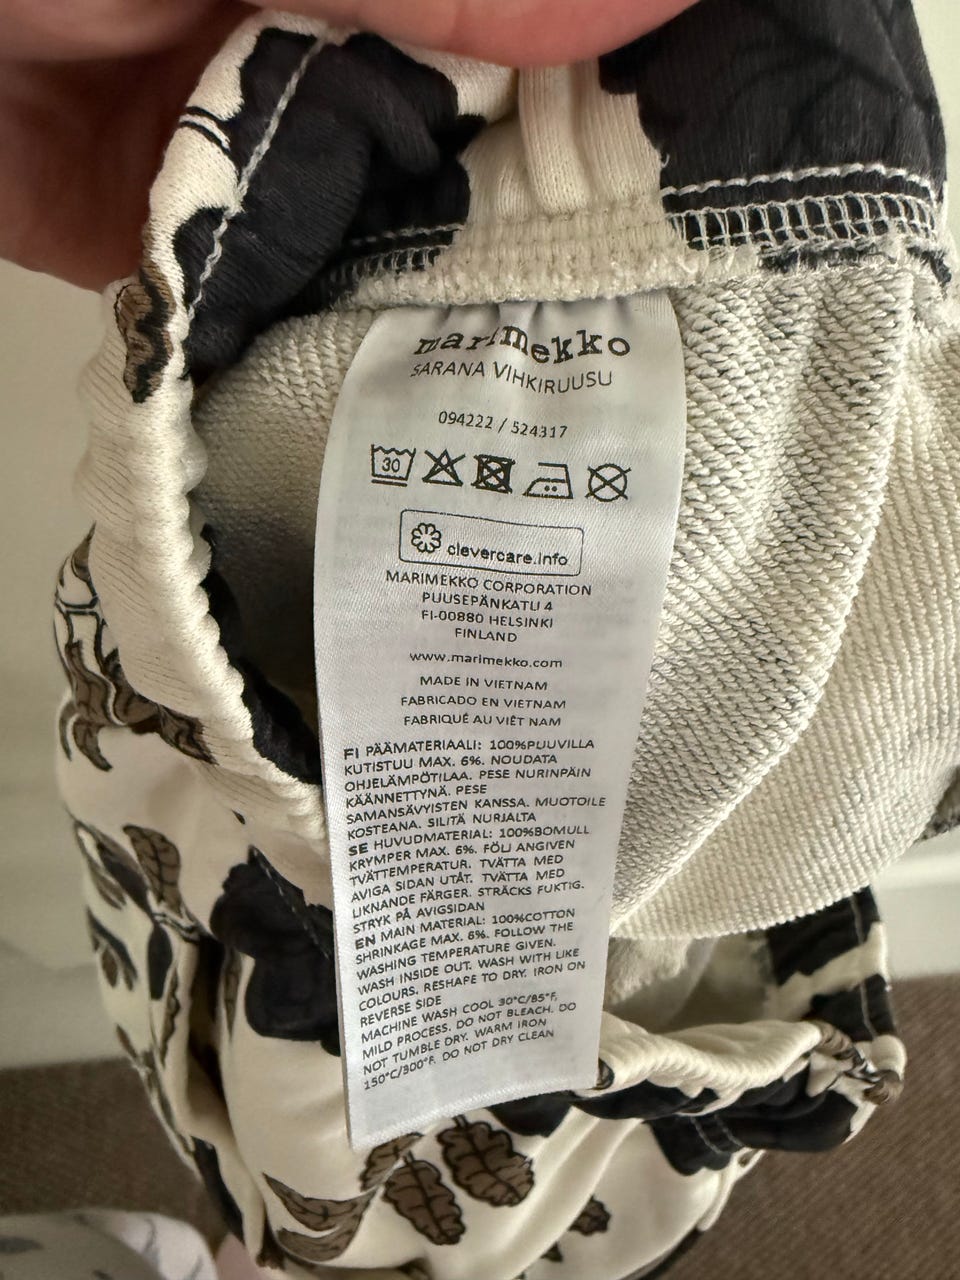 marimekko
SARANA VIHKIRUUSU
094222 / 524317
30
clevercare.info
MARIMEKKO CORPORATION
PUUSEPÄNKATU 4
FI-00880 HELSINKI
FINLAND
www.marimekko.com
MADE IN VIETNAM
FABRICADO EN VIETNAM
FABRIQUÉ AU VIÊT NAM
FI PÄÄMATERIAALI: 100%PUUVILLA
KUTISTUU MAX. 6%. NOUDATA
OHJELÄMPÖTILAA. PESE NURINPÄIN
KÄÄNNETTYNÄ. PESE
SAMANSÄVYISTEN KANSSA. MUOTOILE
KOSTEANA. SILITÄ NURJALTA
SE HUVUDMATERIAL: 100%BOMULL
KRYMPER MAX. 6%. FÖLJ ANGIVEN
TVÄTTEMPERATUR. TVÄTTA MED
AVIGA SIDAN UTÅT. TVÄTTA MED
LIKNANDE FÄRGER. STRÄCKS FUKTIG.
STRYK PÅ AVIGSIDAN
EN MAIN MATERIAL: 100%COTTON
SHRINKAGE MAX. 6%. FOLLOW THE
WASHING TEMPERATURE GIVEN.
WASH INSIDE OUT. WASH WITH LIKE
COLOURS. RESHAPE TO DRY. IRON ON
REVERSE SIDE
MACHINE WASH COOL 30°C/85°F,
MILD PROCESS. DO NOT BLEACH. DO
NOT TUMBLE DRY. WARM IRON
150°C/300°F. DO NOT DRY CLEAN